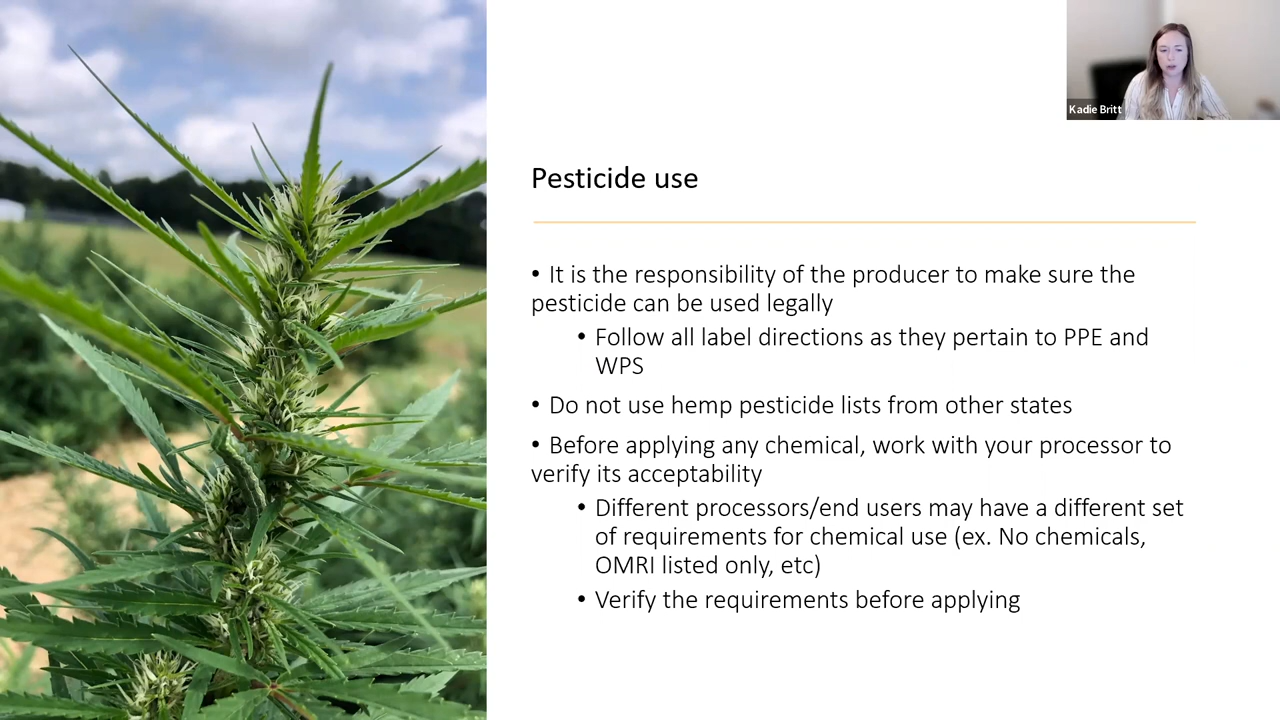 Kadie Britt
Pesticide use
• It is the responsibility of the producer to make sure the
pesticide can be used legally
• Follow all label directions as they pertain to PPE and
WPS
• Do not use hemp pesticide lists from other states
• Before applying any chemical, work with your processor to
verify its acceptability
• Different processors/end users may have a different set
of requirements for chemical use (ex. No chemicals,
OMRI listed only, etc)
• Verify the requirements before applying